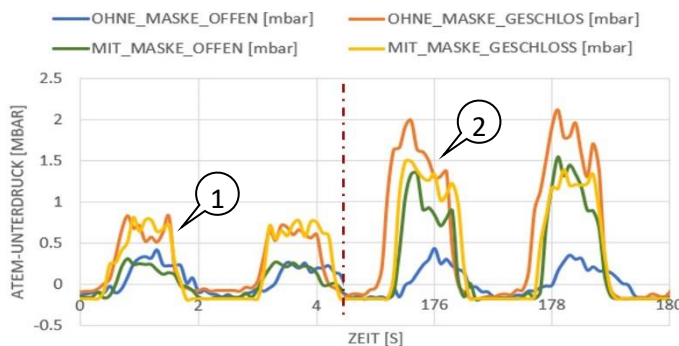 OHNE_MASKE_OFFEN [mbar] OHNE_MASKE_GESCHLOS [mbar]
MIT_MASKE_OFFEN [mbar] MIT_MASKE_GESCHLOSS [mbar]
ATEM-UNTERDRUCK [MBAR]
2.5
2
1.5
1
0.5
0
-0.5
1
2
0 2 4 176 178 180
ZEIT [S]